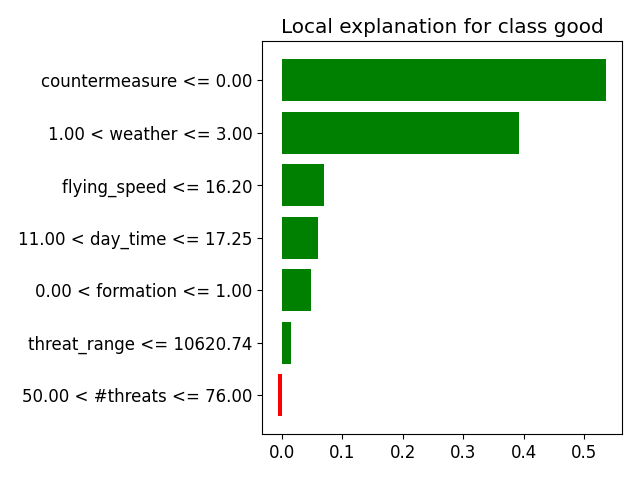 Local explanation for class good
countermeasure <= 0.00
1.00 < weather <= 3.00
flying_speed <= 16.20
11.00 < day_time <= 17.25
0.00 < formation <= 1.00
threat_range <= 10620.74
50.00 < #threats <= 76.00
0.0 0.1 0.2 0.3 0.4 0.5